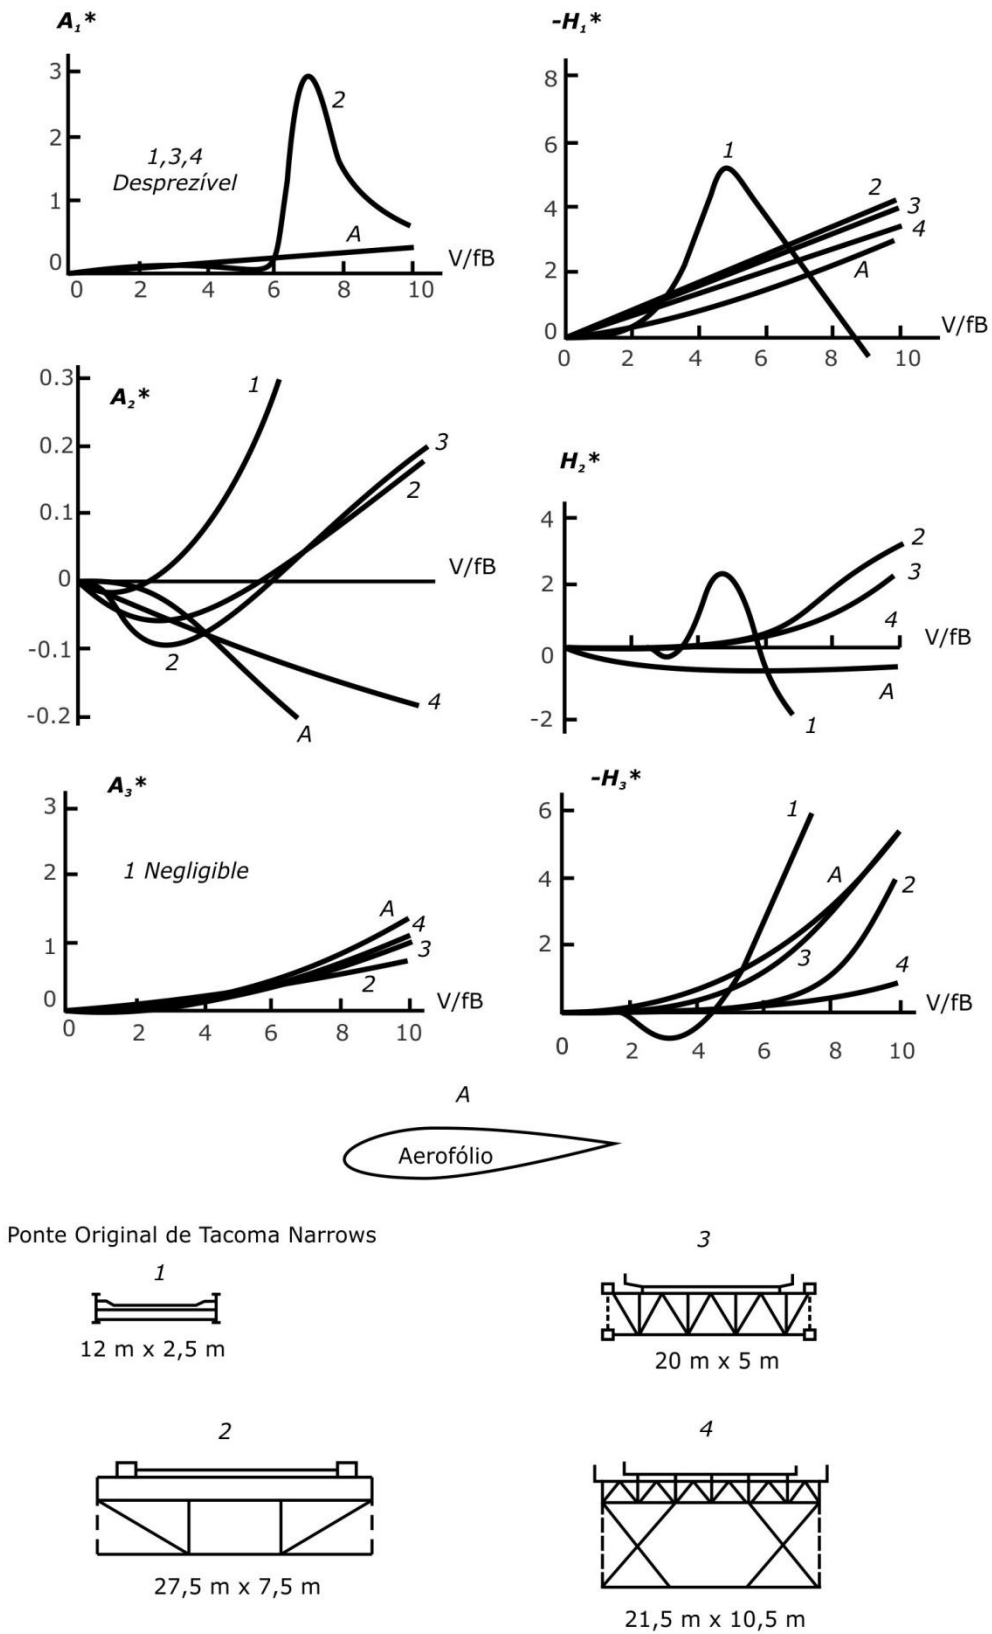 A₁*
3
2
1
0
2
1,3,4
Desprezível
A
V/fB
0 2 4 6 8 10
-H₁*
8
6
4
2
0
1
2
3
4
A
V/fB
0 2 4 6 8 10
A₂*
0.3
0.2
0.1
0
-0.1
-0.2
1
3
2
V/fB
2
4
A
H₂*
4
2
0
-2
2
3
4
V/fB
A
1
A₃*
3
2
1
0
1 Negligible
A
4
3
2
V/fB
0 2 4 6 8 10
-H₃*
6
4
2
1
A
2
3
4
V/fB
0 2 4 6 8 10
A
Aerofólio
Ponte Original de Tacoma Narrows
1
12 m x 2,5 m
3
20 m x 5 m
2
27,5 m x 7,5 m
4
21,5 m x 10,5 m